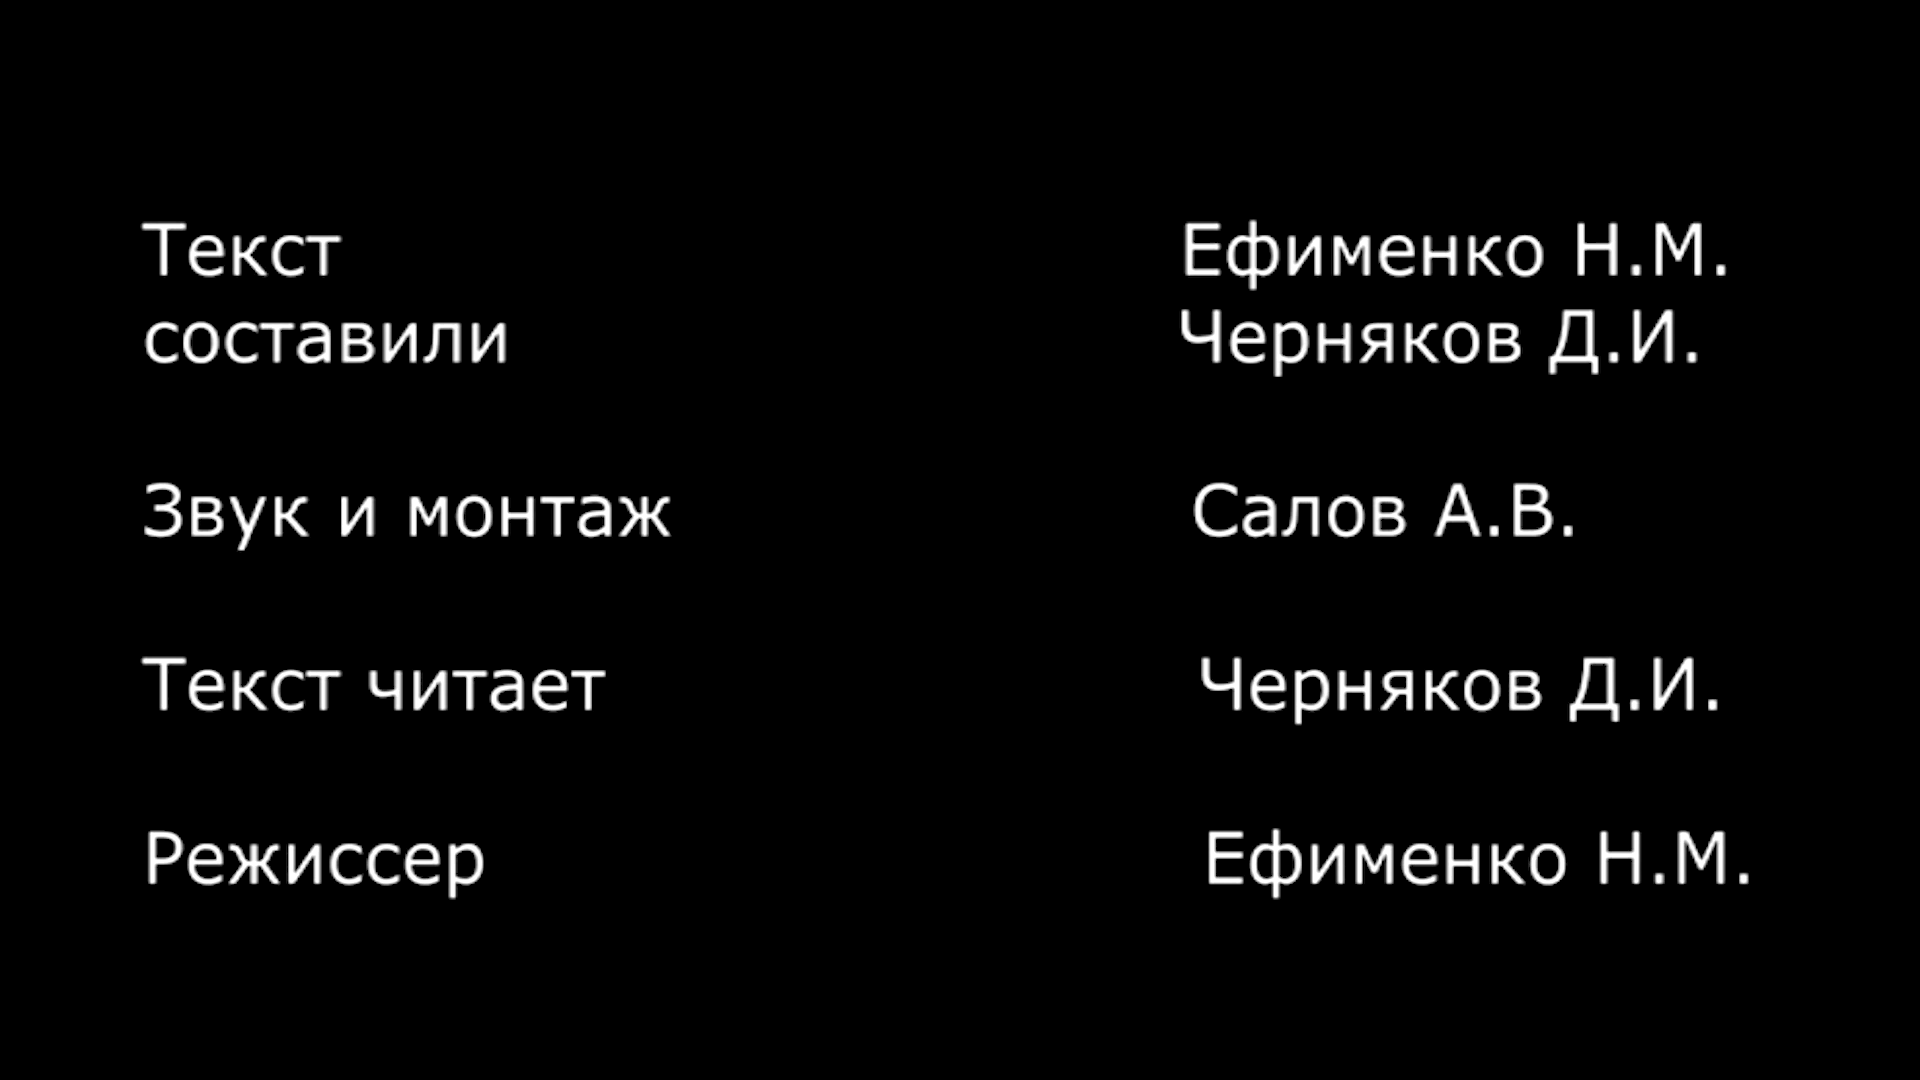 Текст Ефименко Н.М.
составили Черняков Д.И.
Звук и монтаж Салов А.В.
Текст читает Черняков Д.И.
Режиссер Ефименко Н.М.